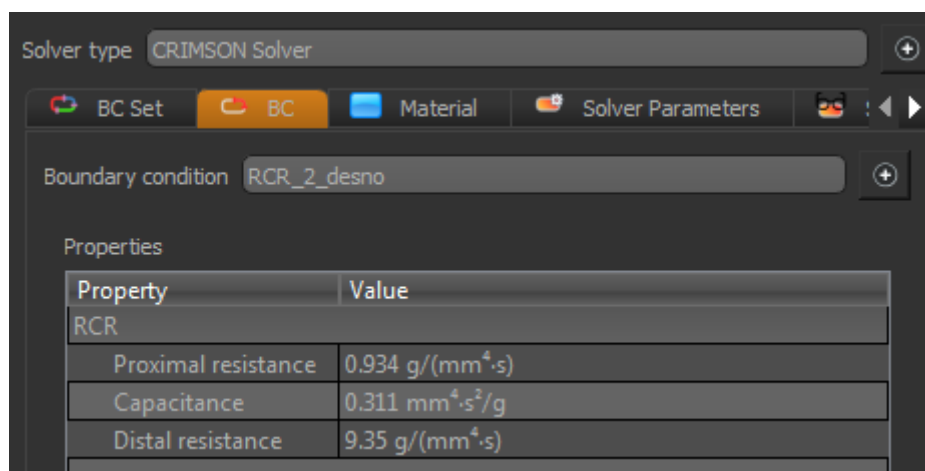 Solver type CRIMSON Solver
BC Set BC Material Solver Parameters
Boundary condition RCR_2_desno
Properties
Property Value
RCR
Proximal resistance 0.934 g/(mm⁴·s)
Capacitance 0.311 mm⁴·s²/g
Distal resistance 9.35 g/(mm⁴·s)